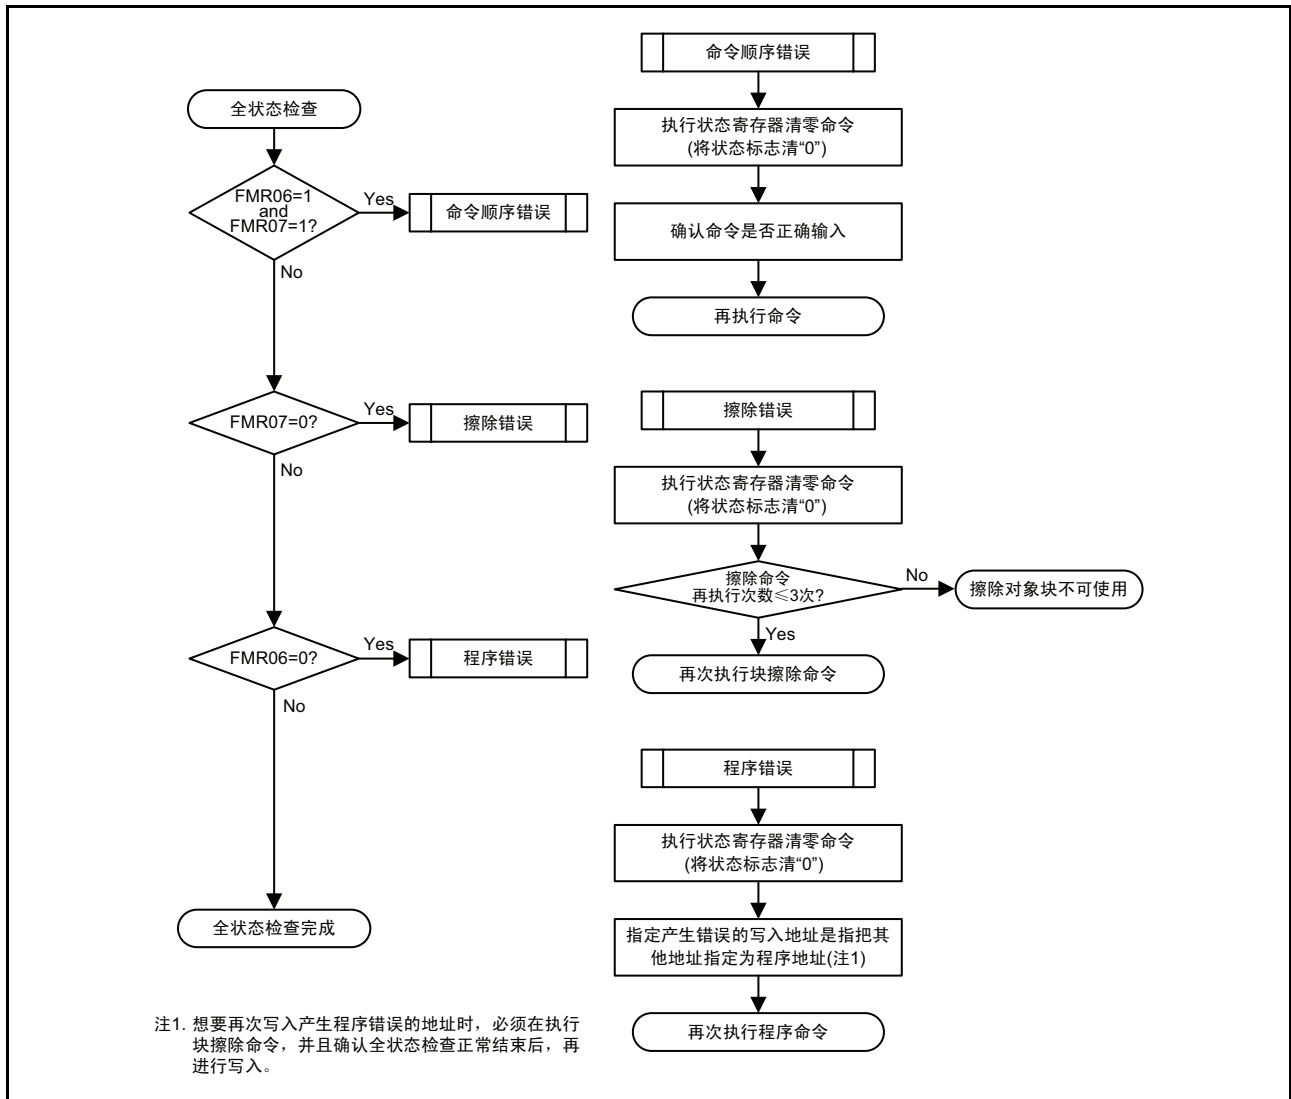 全状态检查
FMR06=1
and
FMR07=1?
Yes
命令顺序错误
No
FMR07=0?
Yes
擦除错误
No
FMR06=0?
Yes
程序错误
No
全状态检查完成
命令顺序错误
执行状态寄存器清零命令
(将状态标志清“0”)
确认命令是否正确输入
再执行命令
擦除错误
执行状态寄存器清零命令
(将状态标志清“0”)
擦除命令
再执行次数≤3次?
No
擦除对象块不可使用
Yes
再次执行块擦除命令
程序错误
执行状态寄存器清零命令
(将状态标志清“0”)
指定产生错误的写入地址是指把其
他地址指定为程序地址(注1)
再次执行程序命令
注1. 想要再次写入产生程序错误的地址时，必须在执行
块擦除命令，并且确认全状态检查正常结束后，再
进行写入。